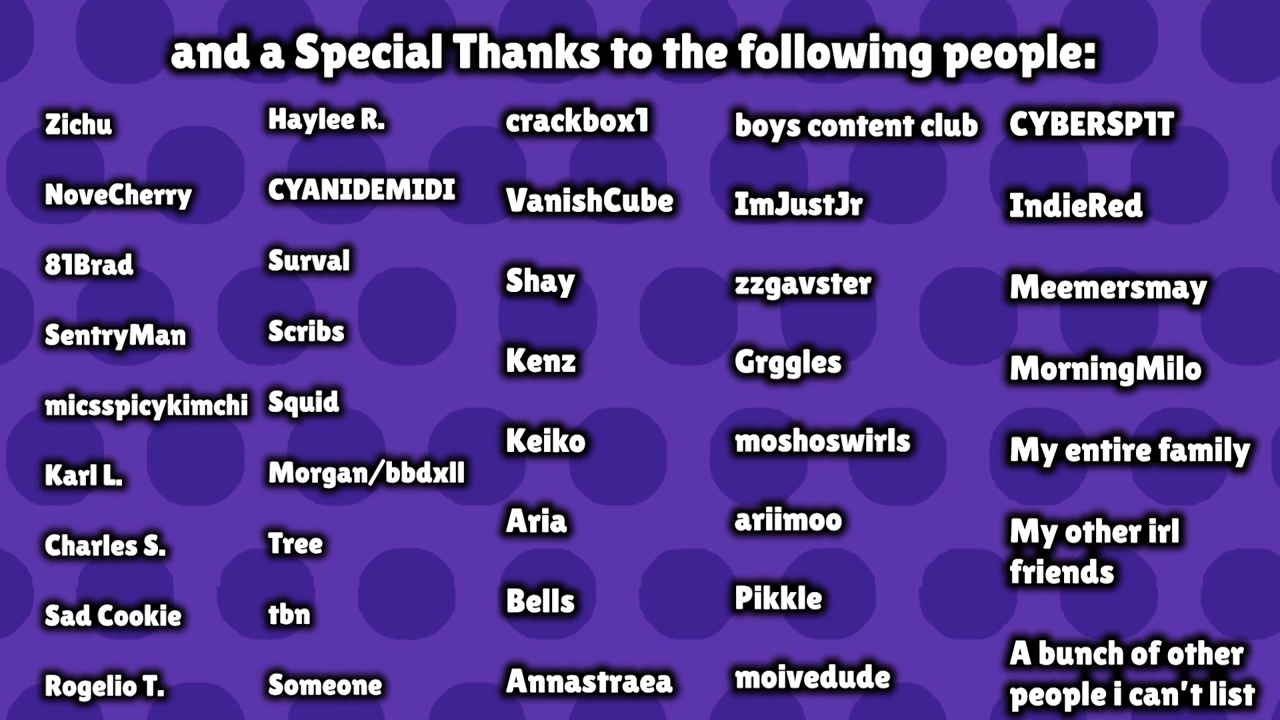 and a Special Thanks to the following people:
Zichu
NoveCherry
81Brad
SentryMan
micsspicykimchi
Karl L.
Charles S.
Sad Cookie
Rogelio T.
Haylee R.
CYANIDEMIDI
Surval
Scribs
Squid
Morgan/bbdxll
Tree
tbn
Someone
crackbox1
VanishCube
Shay
Kenz
Keiko
Aria
Bells
Annastraea
boys content club
ImJustJr
zzgavster
Grggles
moshoswirls
ariimoo
Pikkle
moivedude
CYBERSP1T
IndieRed
Meemersmay
MorningMilo
My entire family
My other irl
friends
A bunch of other
people i can't list